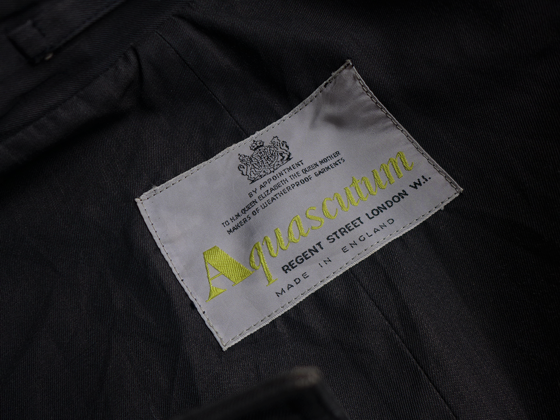 BY APPOINTMENT
TO H.M. QUEEN ELIZABETH THE QUEEN MOTHER
MAKERS OF WEATHERPROOF GARMENTS
Aquascutum
REGENT STREET LONDON W.1.
MADE IN ENGLAND